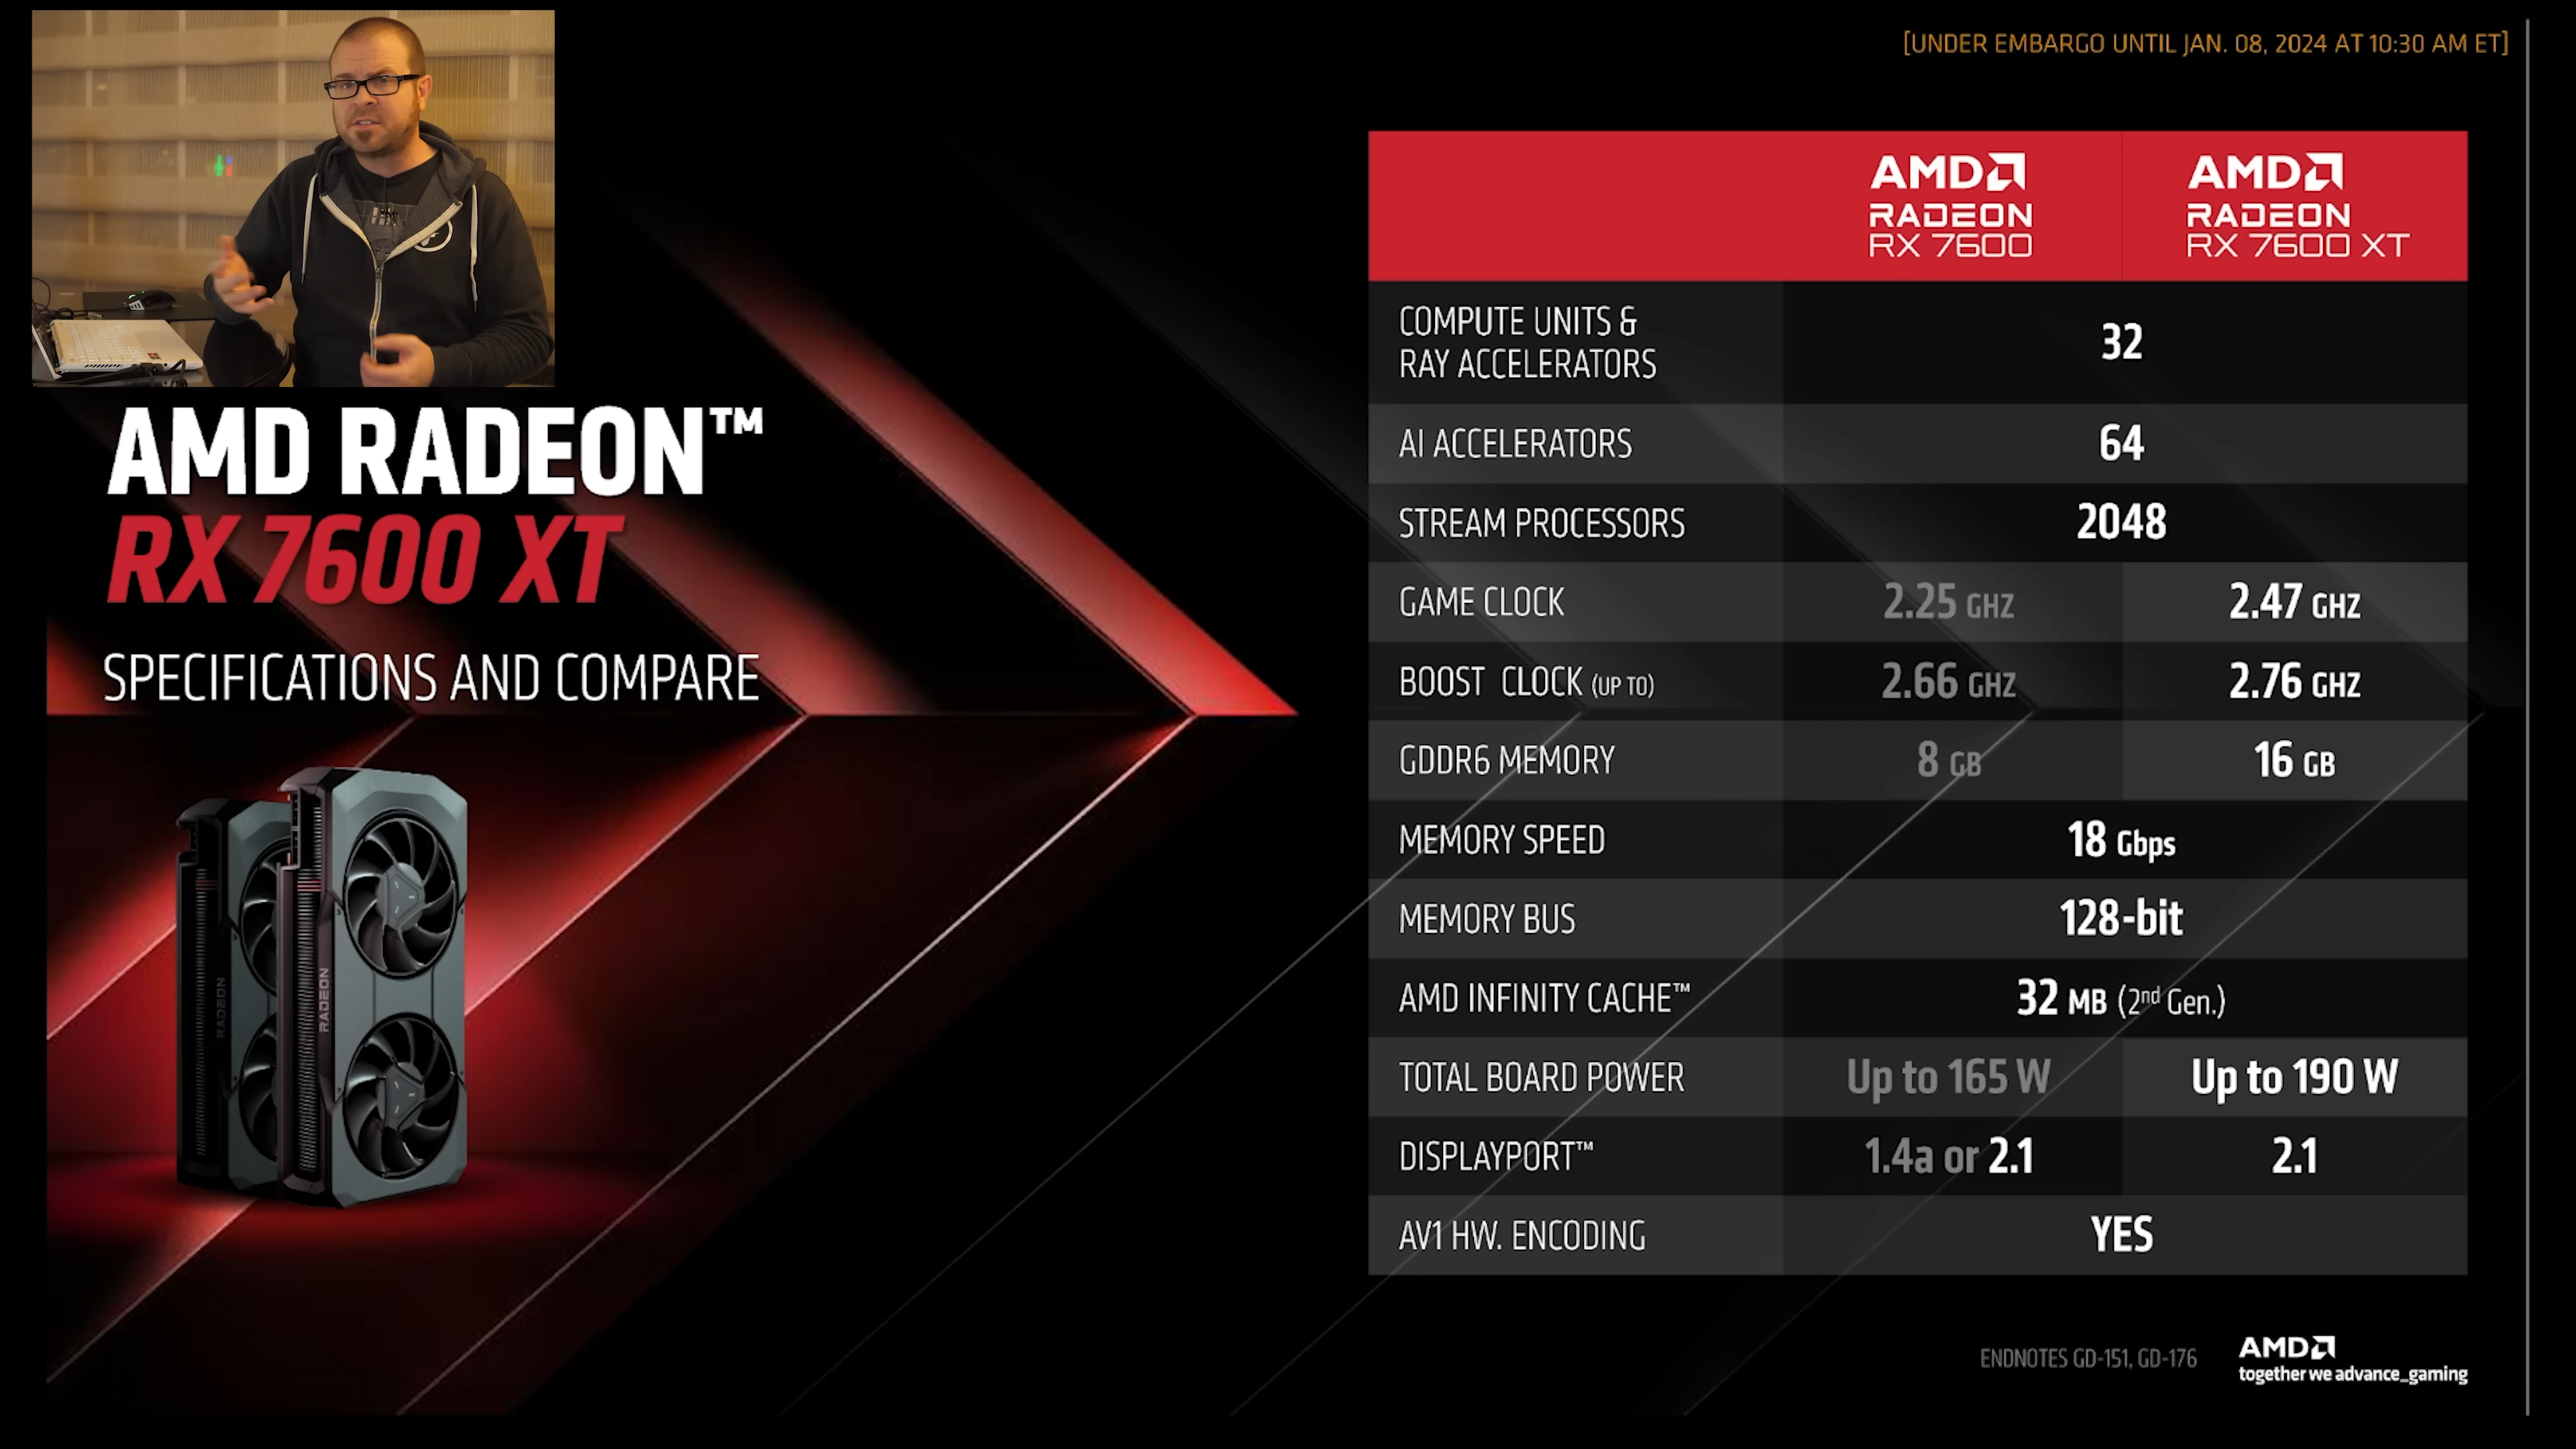 [UNDER EMBARGO UNTIL JAN. 08, 2024 AT 10:30 AM ET]
AMD RADEON™
RX 7600 XT
SPECIFICATIONS AND COMPARE
RADEON
RADEON
AMD RADEON RX 7600
AMD RADEON RX 7600 XT
COMPUTE UNITS &
RAY ACCELERATORS
32
AI ACCELERATORS 64
STREAM PROCESSORS 2048
GAME CLOCK 2.25 GHZ 2.47 GHZ
BOOST CLOCK (UP TO) 2.66 GHZ 2.76 GHZ
GDDR6 MEMORY 8 GB 16 GB
MEMORY SPEED 18 Gbps
MEMORY BUS 128-bit
AMD INFINITY CACHE™ 32 MB (2nd Gen.)
TOTAL BOARD POWER Up to 165 W Up to 190 W
DISPLAYPORT™ 1.4a or 2.1 2.1
AV1 HW. ENCODING YES
ENDNOTES GD-151, GD-176
AMD
together we advance_gaming